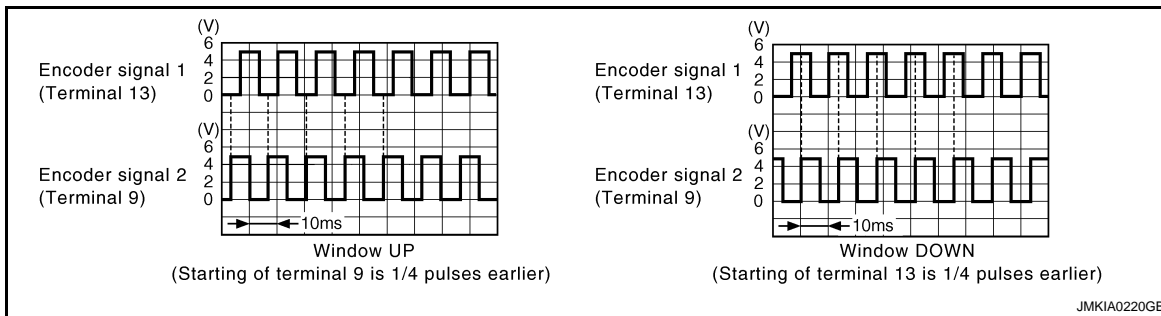 (V)
6
4
2
0
Encoder signal 1
(Terminal 13)
(V)
6
4
2
0
Encoder signal 2
(Terminal 9)
10ms
Window UP
(Starting of terminal 9 is 1/4 pulses earlier)
(V)
6
4
2
0
Encoder signal 1
(Terminal 13)
(V)
6
4
2
0
Encoder signal 2
(Terminal 9)
10ms
Window DOWN
(Starting of terminal 13 is 1/4 pulses earlier)
JMKIA0220GB